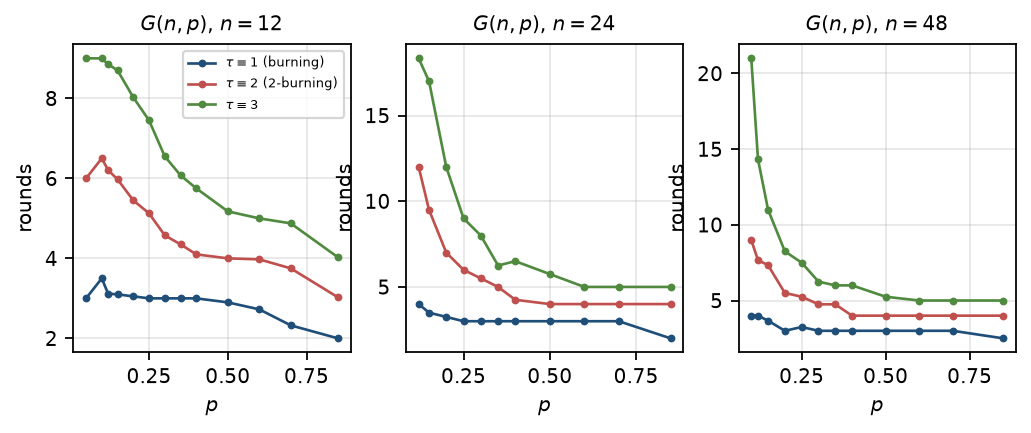 G(n, p), n = 12
rounds
8
6
4
2
0.25
0.50
0.75
p
τ ≡ 1 (burning)
τ ≡ 2 (2-burning)
τ ≡ 3
G(n, p), n = 24
rounds
15
10
5
0.25
0.50
0.75
p
G(n, p), n = 48
rounds
20
15
10
5
0.25
0.50
0.75
p